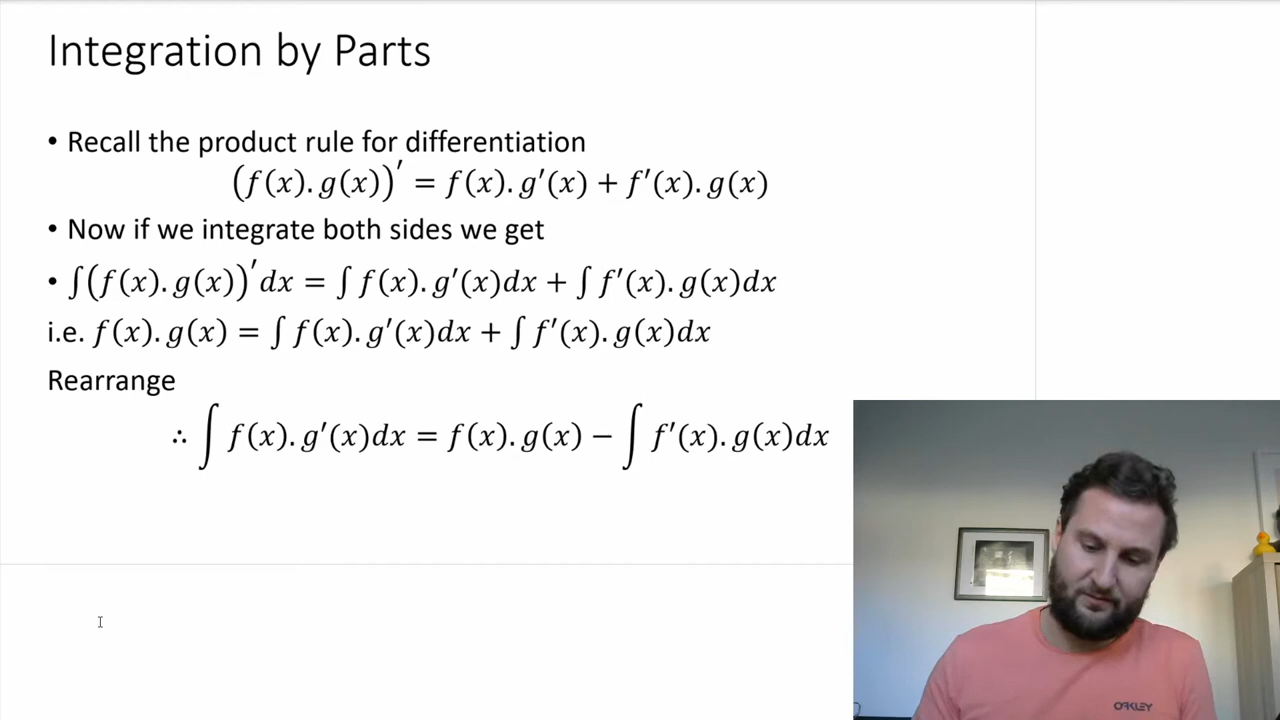 Integration by Parts
• Recall the product rule for differentiation
(f(x). g(x))′ = f(x). g′(x) + f′(x). g(x)
• Now if we integrate both sides we get
• ∫(f(x). g(x))′dx = ∫ f(x). g′(x)dx + ∫ f′(x). g(x)dx
i.e. f(x). g(x) = ∫ f(x). g′(x)dx + ∫ f′(x). g(x)dx
Rearrange
∴ ∫ f(x). g′(x)dx = f(x). g(x) − ∫ f′(x). g(x)dx
OAKLEY